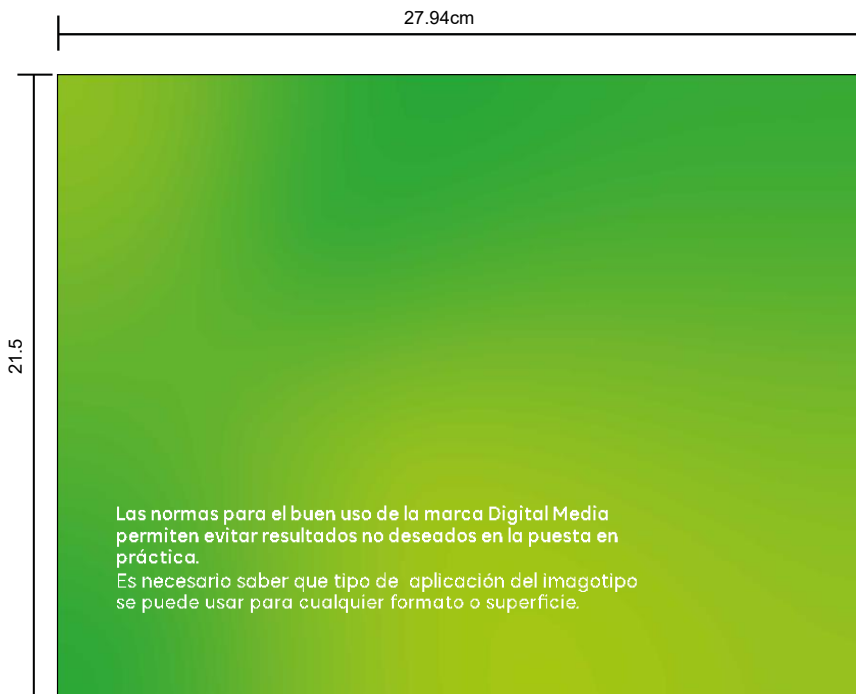 27.94cm
21.5
Las normas para el buen uso de la marca Digital Media
permiten evitar resultados no deseados en la puesta en
práctica.
Es necesario saber que tipo de  aplicación del imagotipo
se puede usar para cualquier formato o superficie.